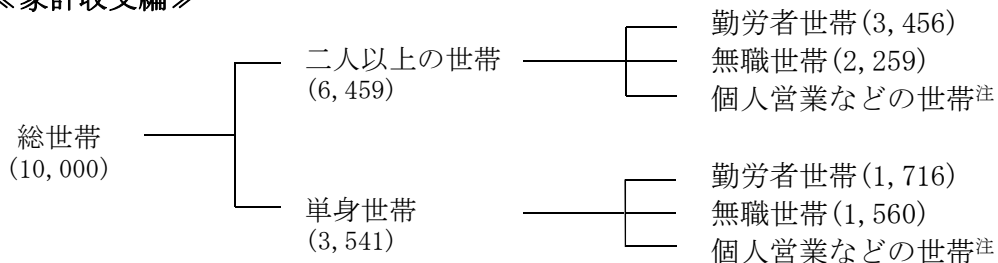 ≪家計収支編≫
総世帯
(10,000)
二人以上の世帯
(6,459)
勤労者世帯(3,456)
無職世帯(2,259)
個人営業などの世帯注
単身世帯
(3,541)
勤労者世帯(1,716)
無職世帯(1,560)
個人営業などの世帯注